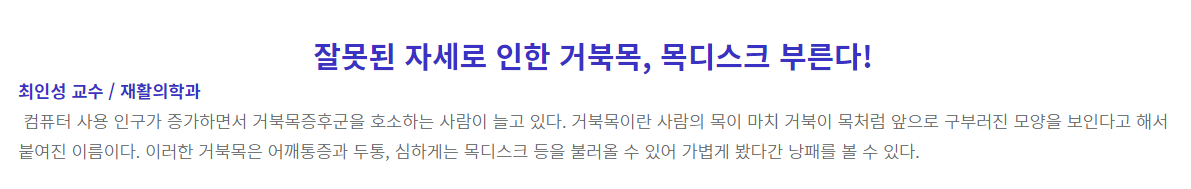 잘못된 자세로 인한 거북목, 목디스크 부른다!
최인성 교수 / 재활의학과
컴퓨터 사용 인구가 증가하면서 거북목증후군을 호소하는 사람이 늘고 있다. 거북목이란 사람의 목이 마치 거북이 목처럼 앞으로 구부러진 모양을 보인다고 해서
붙여진 이름이다. 이러한 거북목은 어깨통증과 두통, 심하게는 목디스크 등을 불러올 수 있어 가볍게 봤다간 낭패를 볼 수 있다.